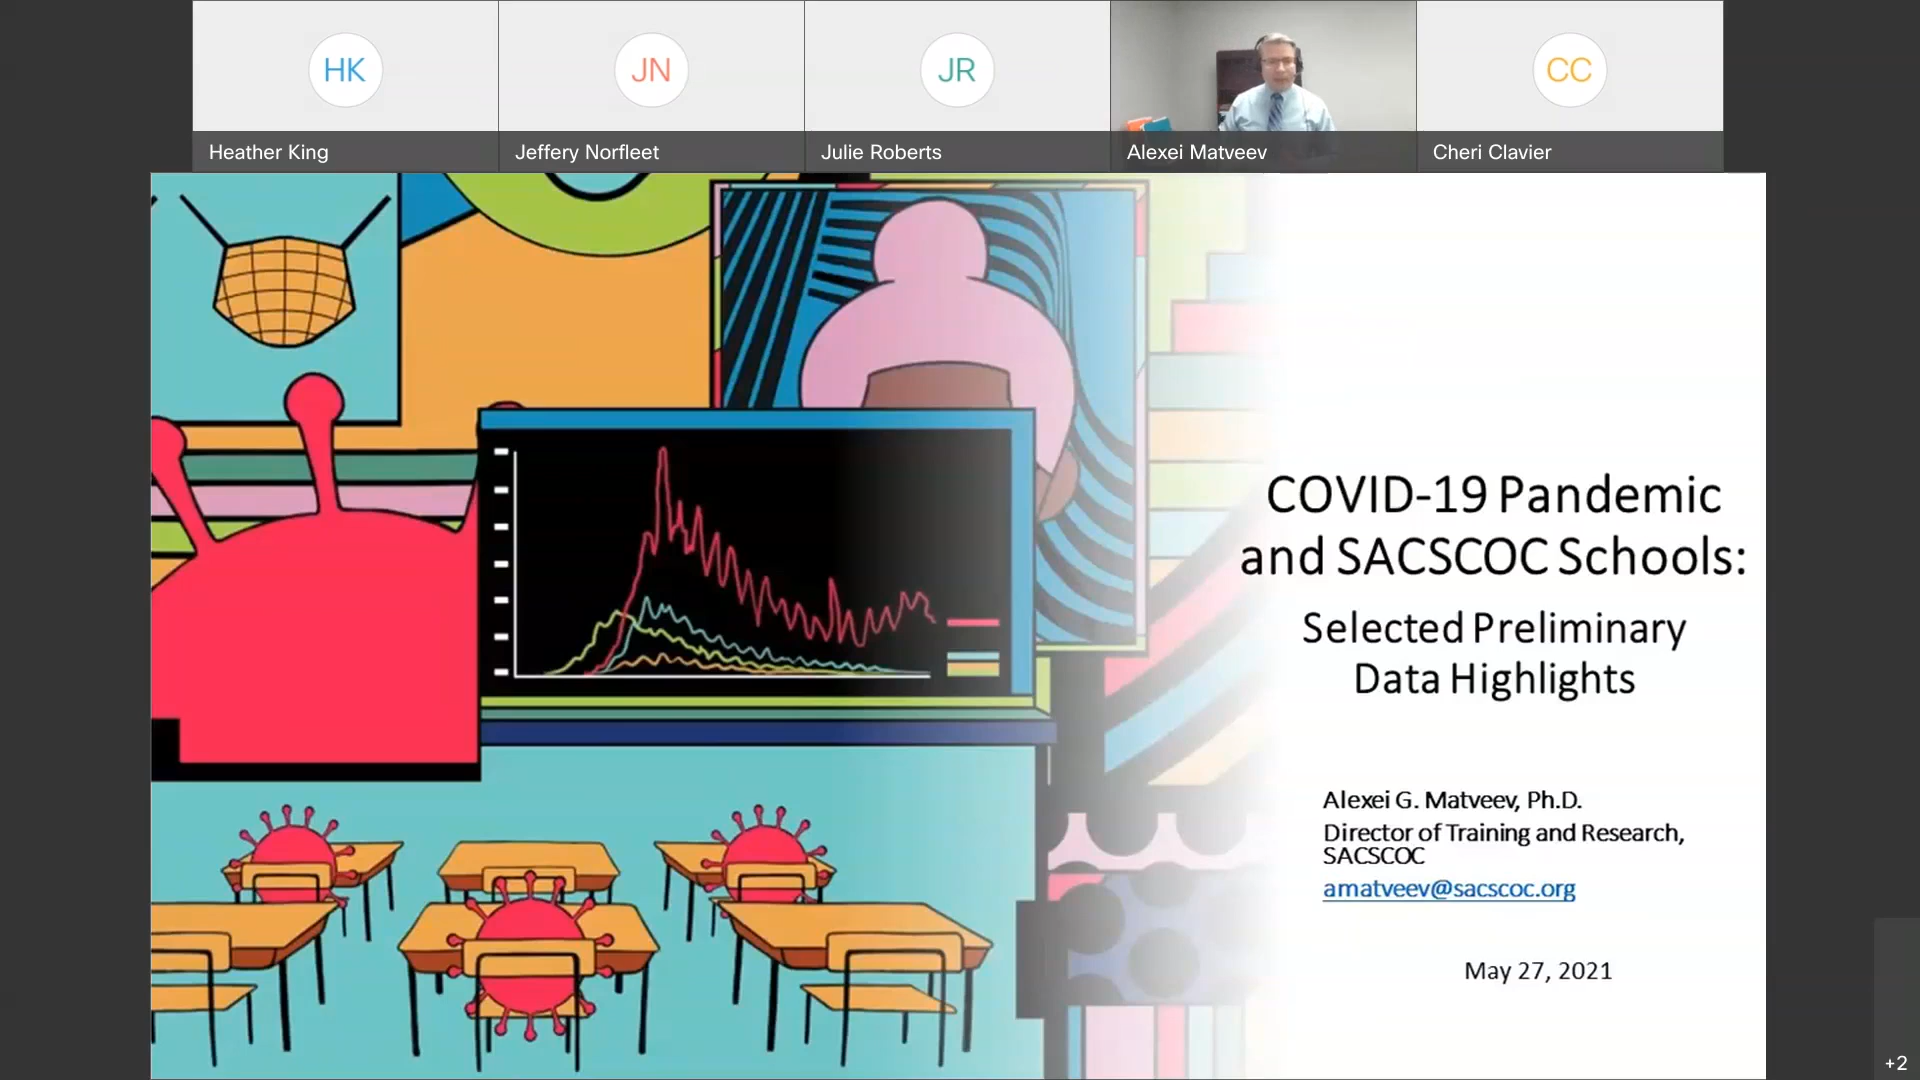 HK
JN
JR
CC
Heather King
Jeffery Norfleet
Julie Roberts
Alexei Matveev
Cheri Clavier
COVID-19 Pandemic
and SACSCOC Schools:
Selected Preliminary
Data Highlights
Alexei G. Matveev, Ph.D.
Director of Training and Research,
SACSCOC
amatveev@sacscoc.org
May 27, 2021
+2